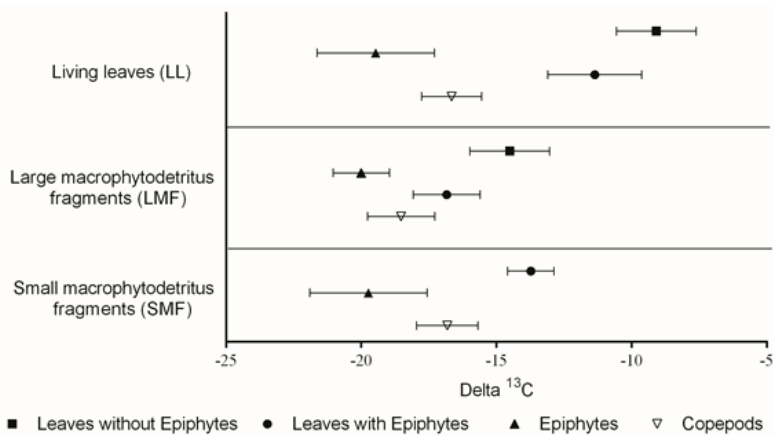 Living leaves (LL)
Large macrophytodetritus
fragments (LMF)
Small macrophytodetritus
fragments (SMF)
-25 -20 -15 -10 -5
Delta ¹³C
Leaves without Epiphytes Leaves with Epiphytes Epiphytes Copepods